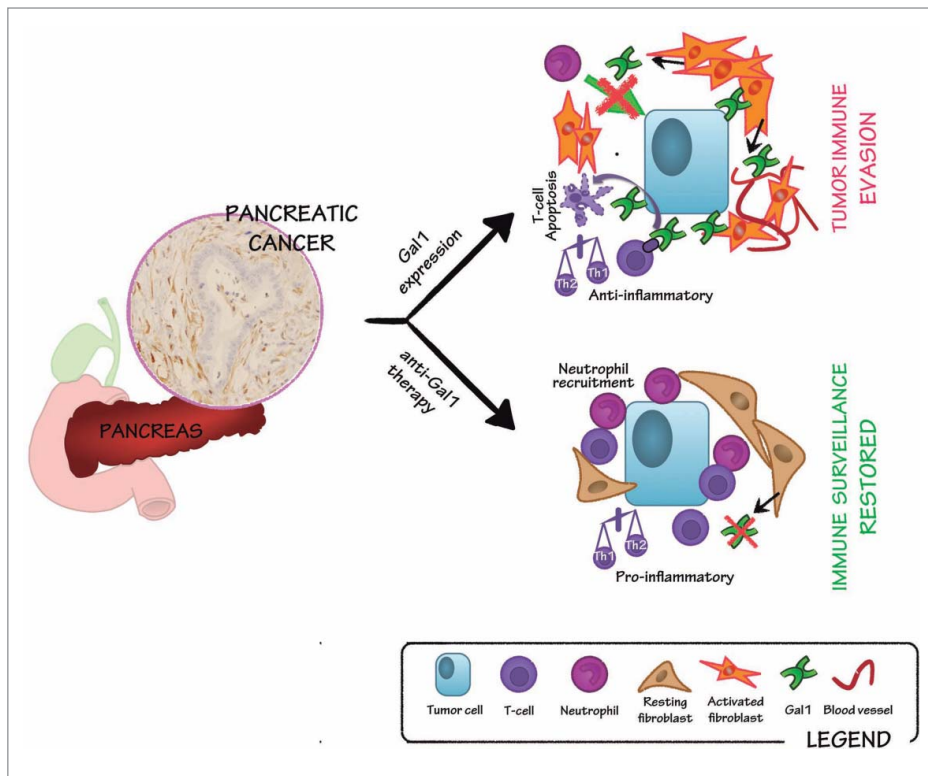 PANCREATIC
CANCER
PANCREAS
Gal1
expression
anti-Gal1
therapy
T-cell
Apoptosis
Th2
Th1
Anti-inflammatory
TUMOR IMMUNE
EVASION
Neutrophil
recruitment
Th1
Th2
Pro-inflammatory
IMMUNE SURVEILLANCE
RESTORED
Tumor cell
T-cell
Neutrophil
Resting
fibroblast
Activated
fibroblast
Gal1
Blood vessel
LEGEND